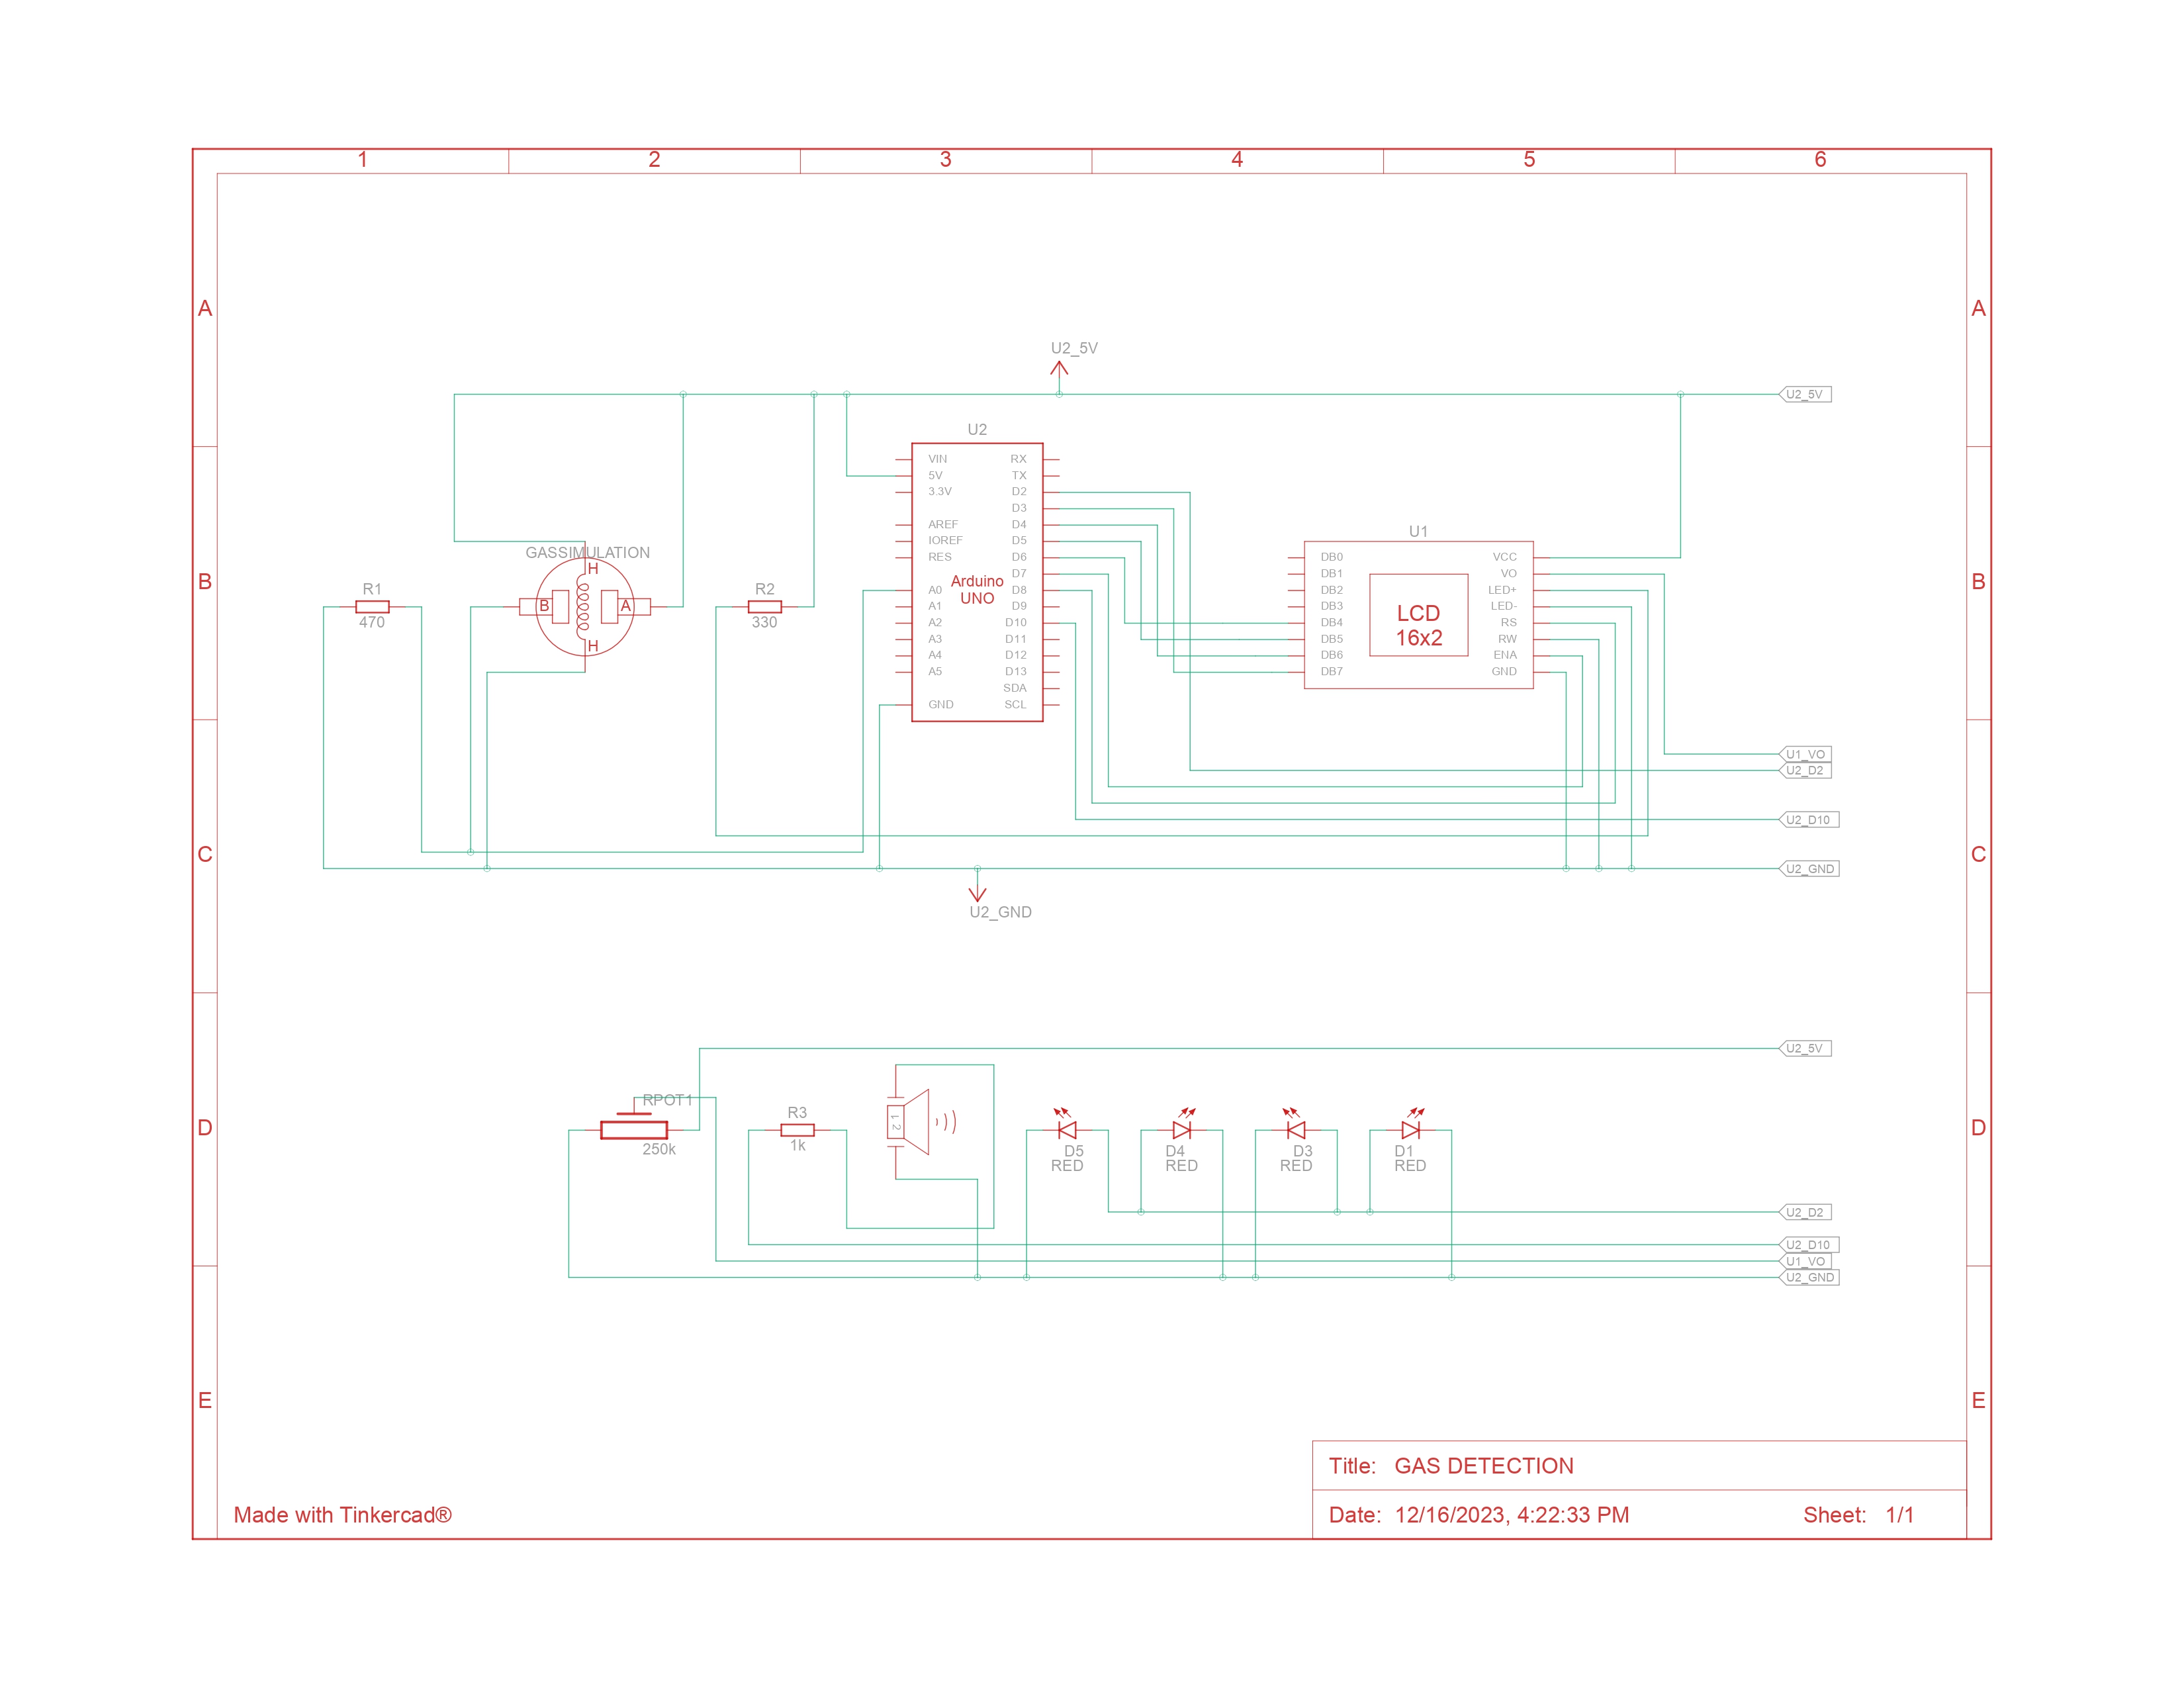 1 2 3 4 5 6
A A
U2_5V
U2_5V
U2
VIN RX
5V TX
3.3V D2
D3
AREF D4
IOREF D5
RES D6
D7
A0 D8
A1 D9
A2 D10
A3 D11
A4 D12
A5 D13
SDA
GND SCL
Arduino
UNO
U1
DB0 VCC
DB1 VO
DB2 LED+
DB3 LED-
DB4 RS
DB5 RW
DB6 ENA
DB7 GND
LCD
16x2
GASSIMULATION
H
B A
H
R1
470
R2
330
B B
U1_VO
U2_D2
U2_D10
C C
U2_GND
U2_GND
U2_5V
RPOT1
250k
R3
1k
1 2
D5
RED
D4
RED
D3
RED
D1
RED
D D
U2_D2
U2_D10
U1_VO
U2_GND
E E
Title: GAS DETECTION
Made with Tinkercad®
Date: 12/16/2023, 4:22:33 PM Sheet: 1/1